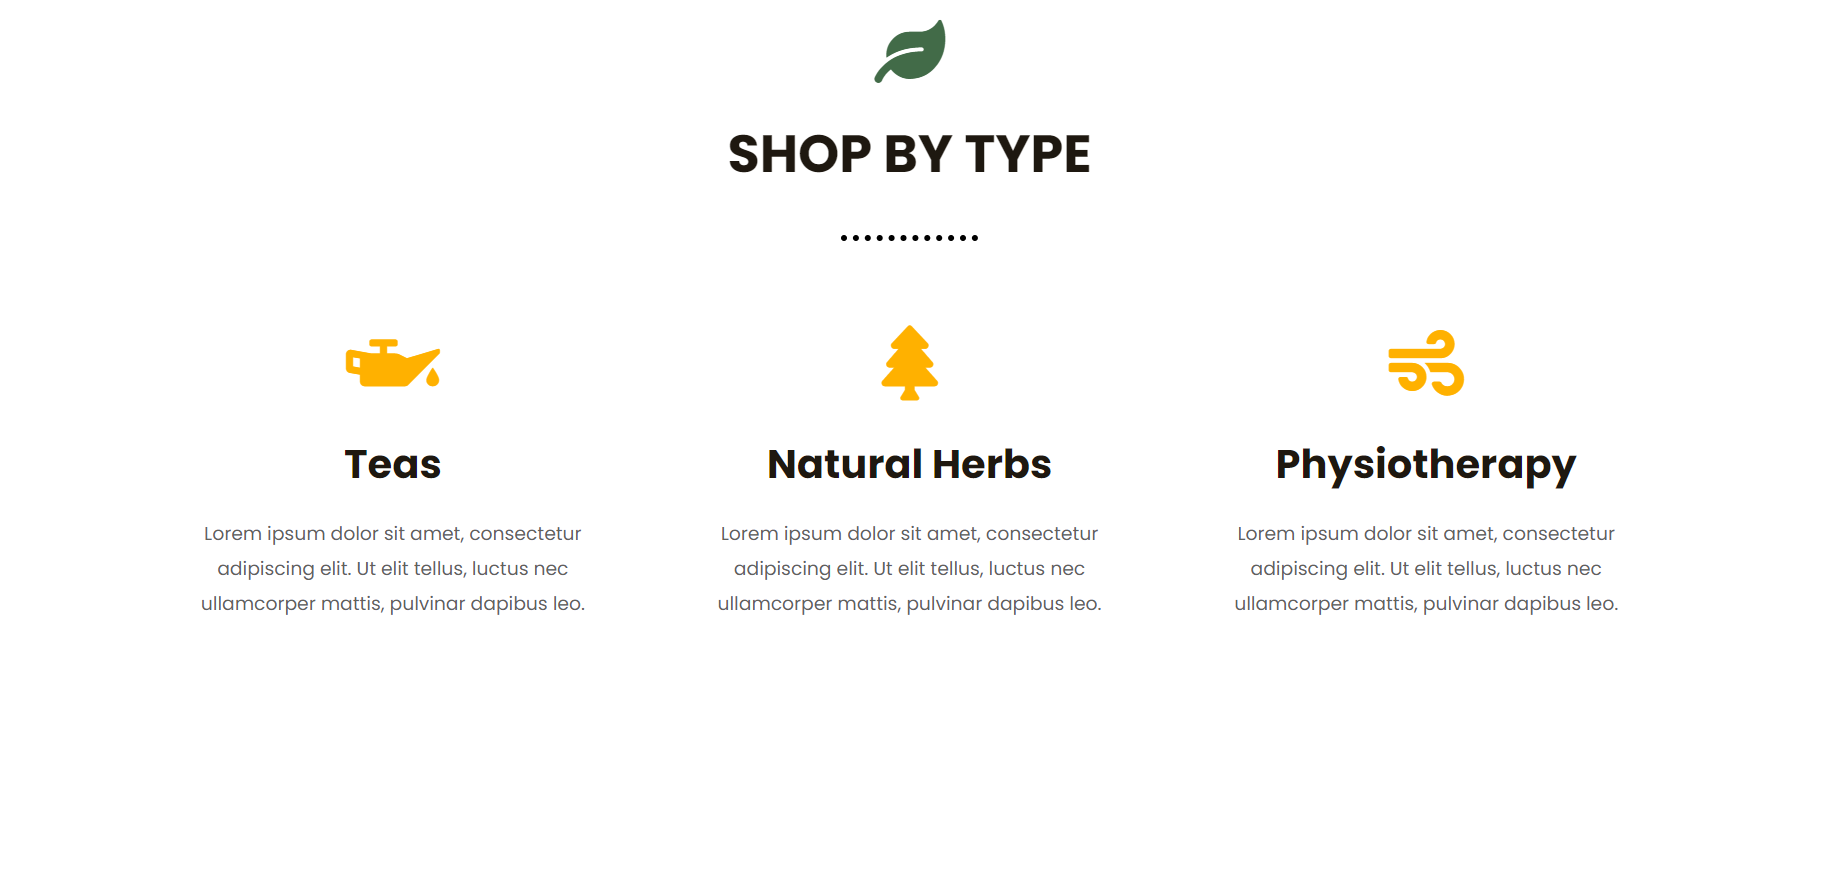 SHOP BY TYPE
Teas
Lorem ipsum dolor sit amet, consectetur
adipiscing elit. Ut elit tellus, luctus nec
ullamcorper mattis, pulvinar dapibus leo.
Natural Herbs
Lorem ipsum dolor sit amet, consectetur
adipiscing elit. Ut elit tellus, luctus nec
ullamcorper mattis, pulvinar dapibus leo.
Physiotherapy
Lorem ipsum dolor sit amet, consectetur
adipiscing elit. Ut elit tellus, luctus nec
ullamcorper mattis, pulvinar dapibus leo.